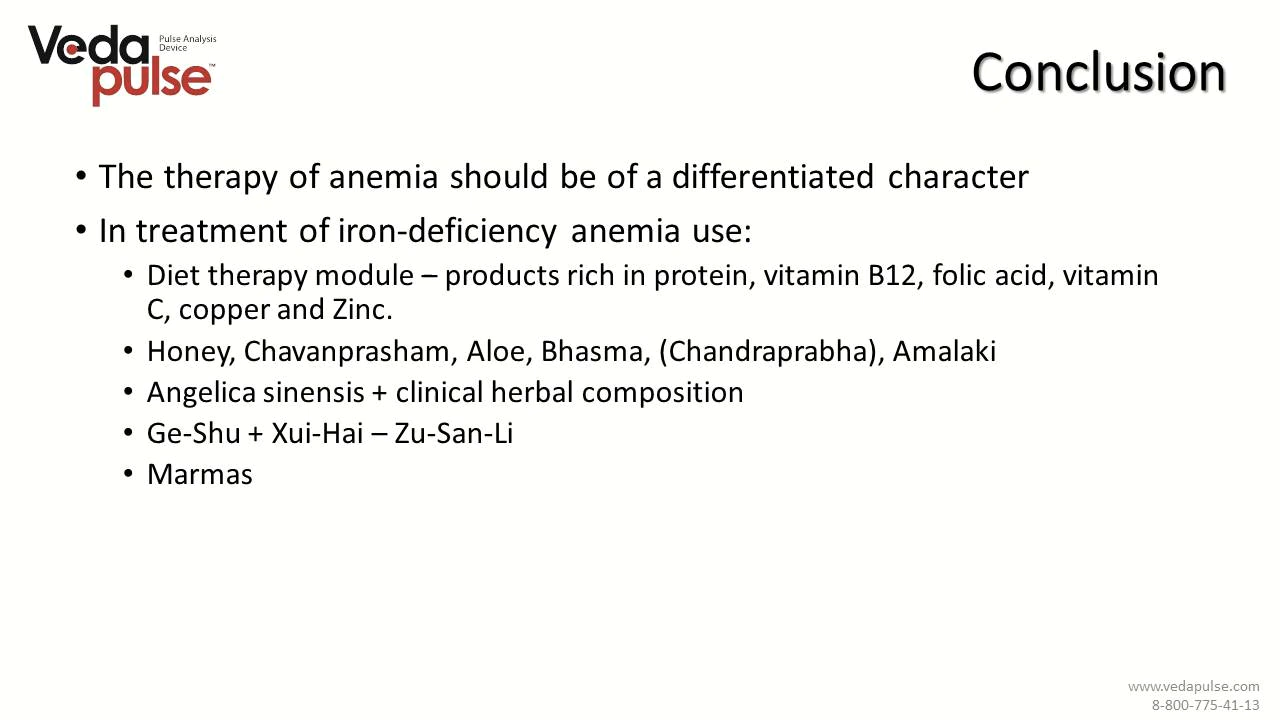 Veda
pulse™
Pulse Analysis
Device
Conclusion
• The therapy of anemia should be of a differentiated character
• In treatment of iron-deficiency anemia use:
• Diet therapy module – products rich in protein, vitamin B12, folic acid, vitamin
C, copper and Zinc.
• Honey, Chavanprasham, Aloe, Bhasma, (Chandraprabha), Amalaki
• Angelica sinensis + clinical herbal composition
• Ge-Shu + Xui-Hai – Zu-San-Li
• Marmas
www.vedapulse.com
8-800-775-41-13